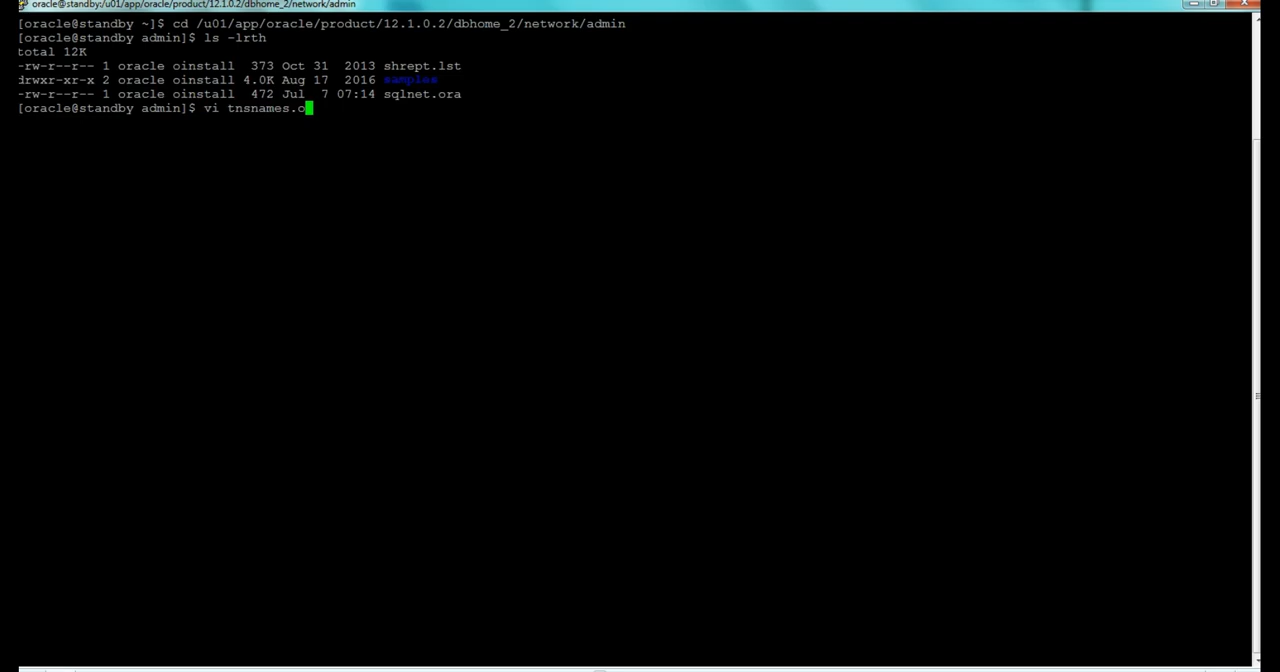 oracle@standby:/u01/app/oracle/product/12.1.0.2/dbhome_2/network/admin
[oracle@standby ~]$ cd /u01/app/oracle/product/12.1.0.2/dbhome_2/network/admin
[oracle@standby admin]$ ls -lrth
total 12K
-rw-r--r-- 1 oracle oinstall  373 Oct 31  2013 shrept.lst
drwxr-xr-x 2 oracle oinstall 4.0K Aug 17  2016 samples
-rw-r--r-- 1 oracle oinstall  472 Jul  7 07:14 sqlnet.ora
[oracle@standby admin]$ vi tnsnames.o